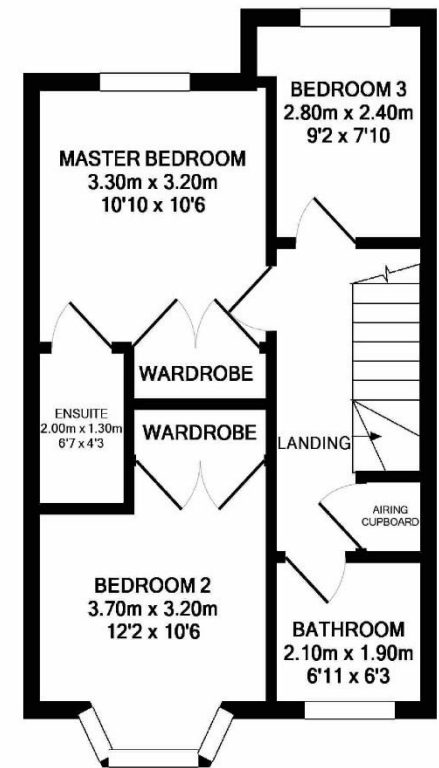 BEDROOM 3
2.80m x 2.40m
9'2 x 7'10
MASTER BEDROOM
3.30m x 3.20m
10'10 x 10'6
WARDROBE
ENSUITE
2.00m x 1.30m
6'7 x 4'3
WARDROBE
LANDING
AIRING
CUPBOARD
BEDROOM 2
3.70m x 3.20m
12'2 x 10'6
BATHROOM
2.10m x 1.90m
6'11 x 6'3